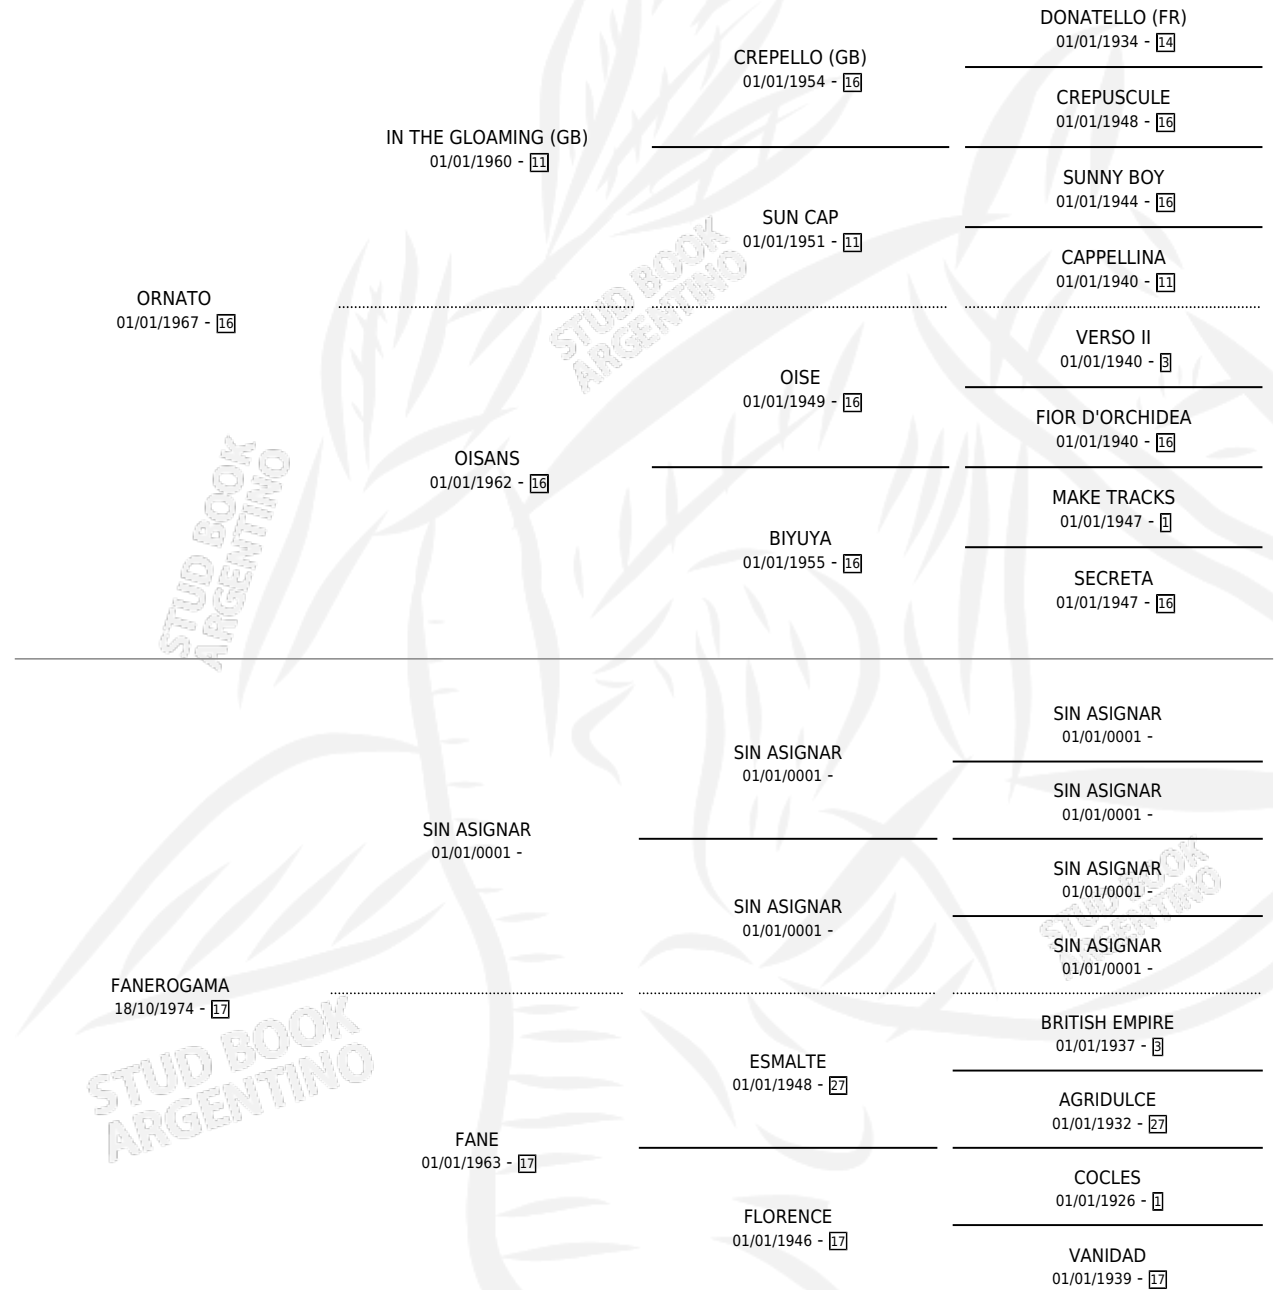 DONATELLO (FR)
01/01/1934 - 14
CREPELLO (GB)
01/01/1954 - 16
CREPUSCULE
01/01/1948 - 16
IN THE GLOAMING (GB)
01/01/1960 - 11
SUNNY BOY
01/01/1944 - 16
SUN CAP
01/01/1951 - 11
CAPPELLINA
01/01/1940 - 11
ORNATO
01/01/1967 - 16
VERSO II
01/01/1940 - 3
OISE
01/01/1949 - 16
FIOR D'ORCHIDEA
01/01/1940 - 16
OISANS
01/01/1962 - 16
MAKE TRACKS
01/01/1947 - 1
BIYUYA
01/01/1955 - 16
SECRETA
01/01/1947 - 16
STUD BOOK
ARGENTINO
STUD BOOK
ARGENTINO
SIN ASIGNAR
01/01/0001 -
SIN ASIGNAR
01/01/0001 -
SIN ASIGNAR
01/01/0001 -
SIN ASIGNAR
01/01/0001 -
SIN ASIGNAR
01/01/0001 -
SIN ASIGNAR
01/01/0001 -
SIN ASIGNAR
01/01/0001 -
FANEROGAMA
18/10/1974 - 17
BRITISH EMPIRE
01/01/1937 - 3
ESMALTE
01/01/1948 - 27
AGRIDULCE
01/01/1932 - 27
FANE
01/01/1963 - 17
COCLES
01/01/1926 - 1
FLORENCE
01/01/1946 - 17
VANIDAD
01/01/1939 - 17
STUD BOOK
ARGENTINO
STUD BOOK
ARGENTINO